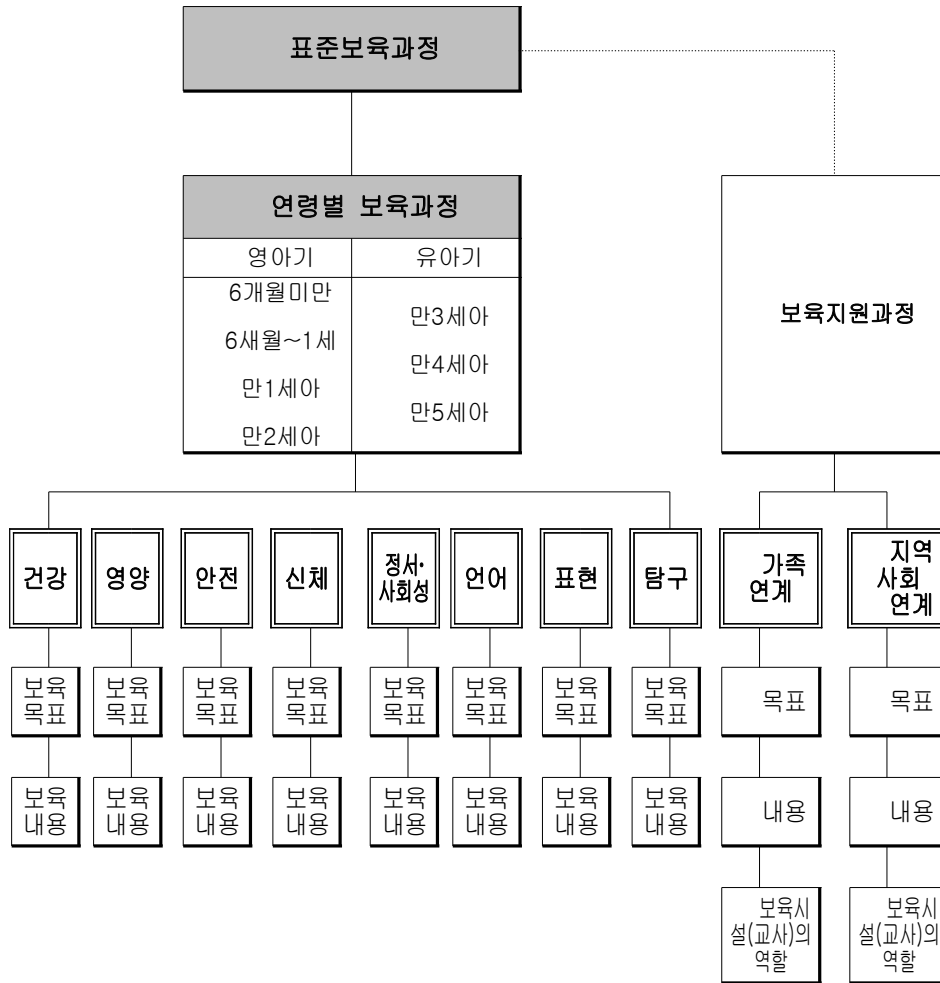 표준보육과정
연령별 보육과정
영아기
유아기
6개월미만
6새월~1세
만1세아
만2세아
만3세아
만4세아
만5세아
보육지원과정
건강
영양
안전
신체
정서·
사회성
언어
표현
탐구
가족
연계
지역
사회
연계
보육
목표
보육
목표
보육
목표
보육
목표
보육
목표
보육
목표
보육
목표
보육
목표
목표
목표
보육
내용
보육
내용
보육
내용
보육
내용
보육
내용
보육
내용
보육
내용
보육
내용
내용
내용
보육시
설(교사)의
역할
보육시
설(교사)의
역할